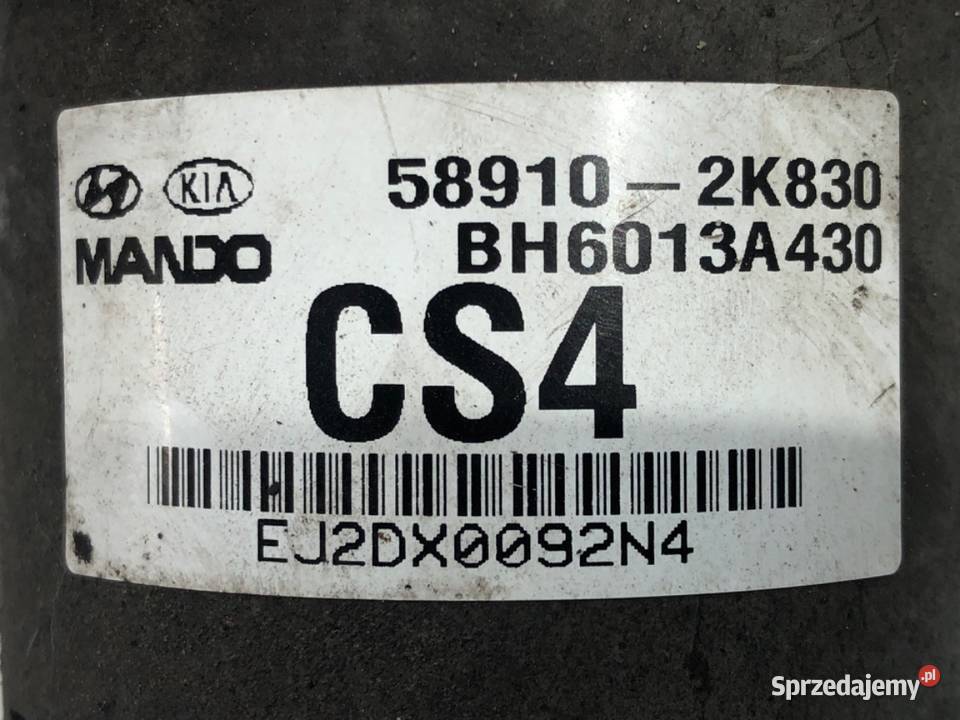 KIA 58910 - 2K830
MANDO BH6013A430
CS4
EJ2DX0092N4
Sprzedajemy.pl